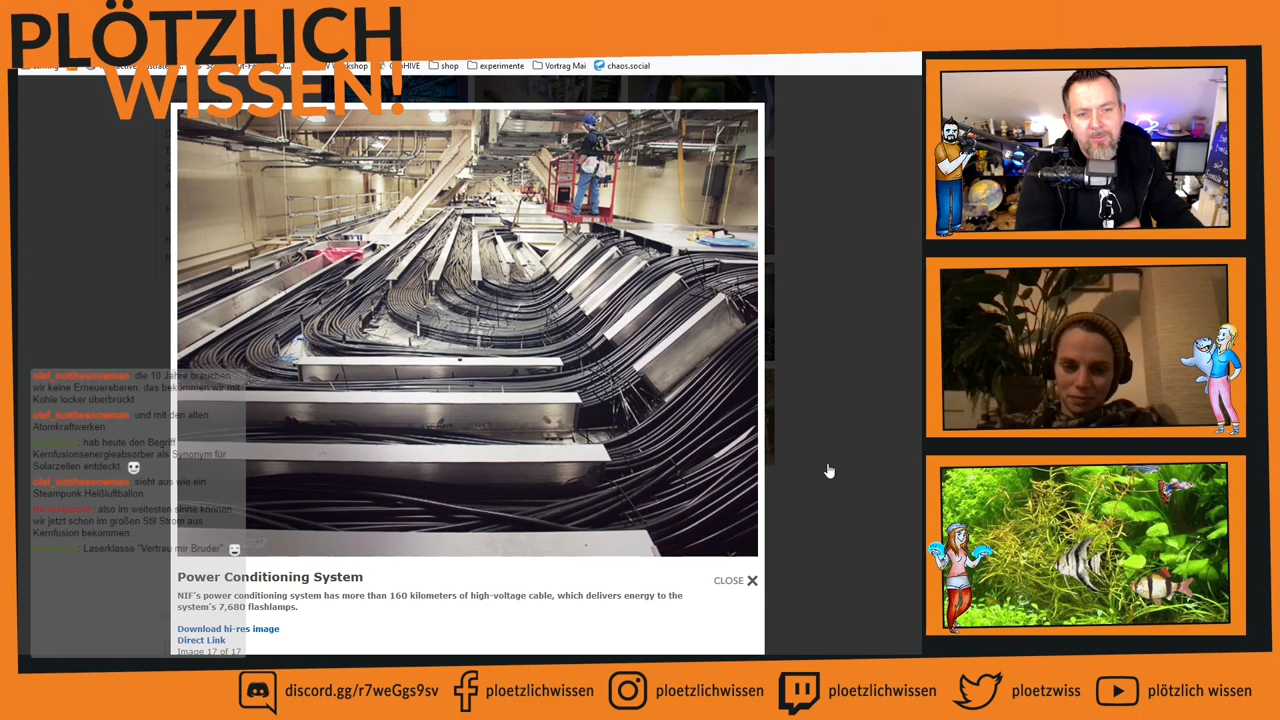 PLÖTZLICH
WISSEN!
shop
experimente
Vortrag Mai
chaos.social
olef_notthesnowman: die 10 Jahre brauchen
wir keine Erneuerebaren, das bekommen wir mit
Kohle locker überbrückt
olef_notthesnowman: und mit den alten
Atomkraftwerken
: hab heute den Begriff
Kernfusionsenergieabsorber als Synonym für
Solarzellen entdeckt.
olef_notthesnowman: sieht aus wie ein
Steampunk Heißluftballon
: also im weitesten sinne können
wir jetzt schon im großen Stil Strom aus
Kernfusion bekommen...
: Laserklasse "Vertrau mir Bruder"
Power Conditioning System
CLOSE
NIF's power conditioning system has more than 160 kilometers of high-voltage cable, which delivers energy to the
system's 7,680 flashlamps.
Download hi-res image
Direct Link
Image 17 of 17
discord.gg/r7weGgs9sv
ploetzlichwissen
ploetzlichwissen
ploetzlichwissen
ploetzwiss
plötzlich wissen